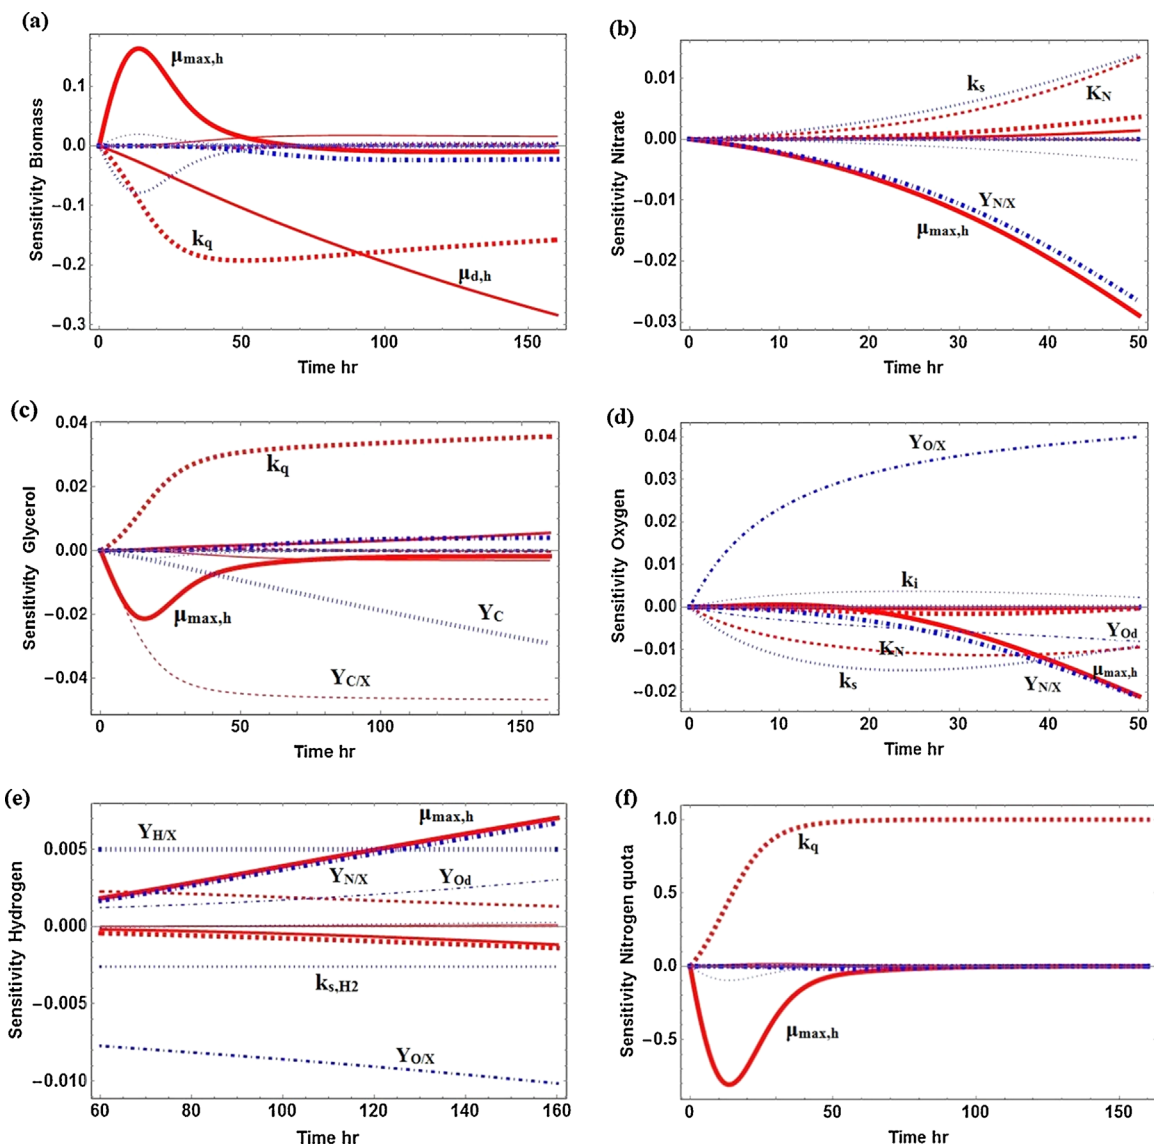 (a)
Sensitivity Biomass
0.1
0.0
−0.1
−0.2
−0.3
μmax,h
kq
μd,h
0
50
100
150
Time hr
(b)
Sensitivity Nitrate
0.01
0.00
−0.01
−0.02
−0.03
ks
KN
YN/X
μmax,h
0
10
20
30
40
50
Time hr
(c)
Sensitivity Glycerol
0.04
0.02
0.00
−0.02
−0.04
kq
μmax,h
YC
YC/X
0
50
100
150
Time hr
(d)
Sensitivity Oxygen
0.04
0.03
0.02
0.01
0.00
−0.01
−0.02
YO/X
ki
YOd
KN
ks
μmax,h
YN/X
0
10
20
30
40
50
Time hr
(e)
Sensitivity Hydrogen
0.005
0.000
−0.005
−0.010
YH/X
μmax,h
YN/X
YOd
ks,H2
YO/X
60
80
100
120
140
160
Time hr
(f)
Sensitivity Nitrogen quota
1.0
0.5
0.0
−0.5
kq
μmax,h
0
50
100
150
Time hr